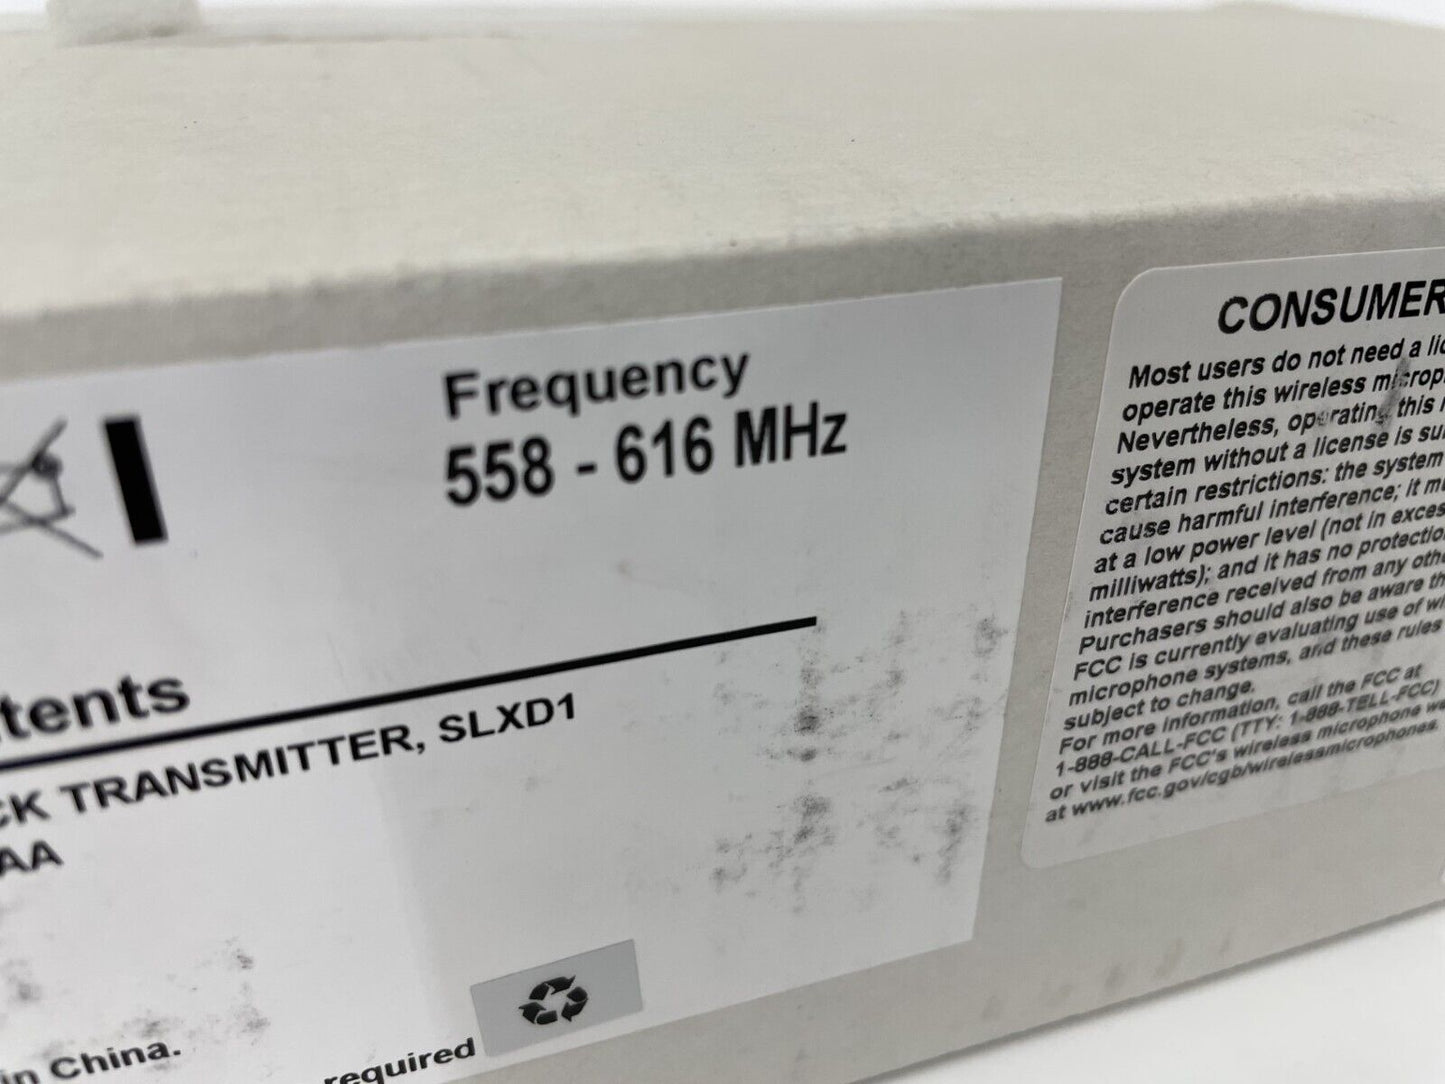 Frequency
558 - 616 MHz
tents
CK TRANSMITTER, SLXD1
AA
in China.
required
CONSUMER
Most users do not need a lic
operate this wireless microp
Nevertheless, operating this
system without a license is su
certain restrictions: the system
cause harmful interference; it m
at a low power level (not in exces
milliwatts); and it has no protectio
interference received from any oth
Purchasers should also be aware th
FCC is currently evaluating use of wi
microphone systems, and these rules
subject to change.
For more information, call the FCC at
1-888-CALL-FCC (TTY: 1-888-TELL-FCC)
or visit the FCC's wireless microphone we
at www.fcc.gov/cgb/wirelessmicrophones.